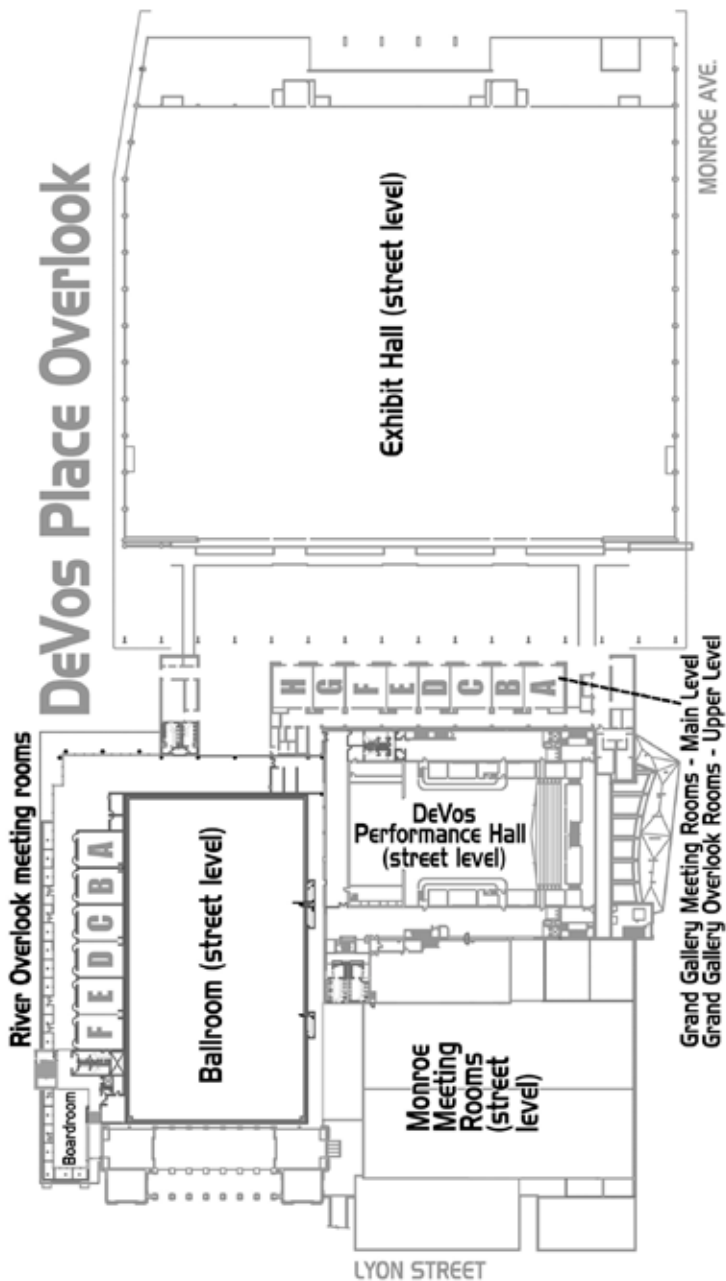 DeVos Place Overlook
River Overlook meeting rooms
Boardroom
F E D C B A
Ballroom (street level)
H
G
F
E
D
C
B
A
DeVos
Performance Hall
(street level)
Exhibit Hall (street level)
Monroe
Meeting
Rooms
(street
level)
Grand Gallery Meeting Rooms - Main Level
Grand Gallery Overlook Rooms - Upper Level
LYON STREET
MONROE AVE.